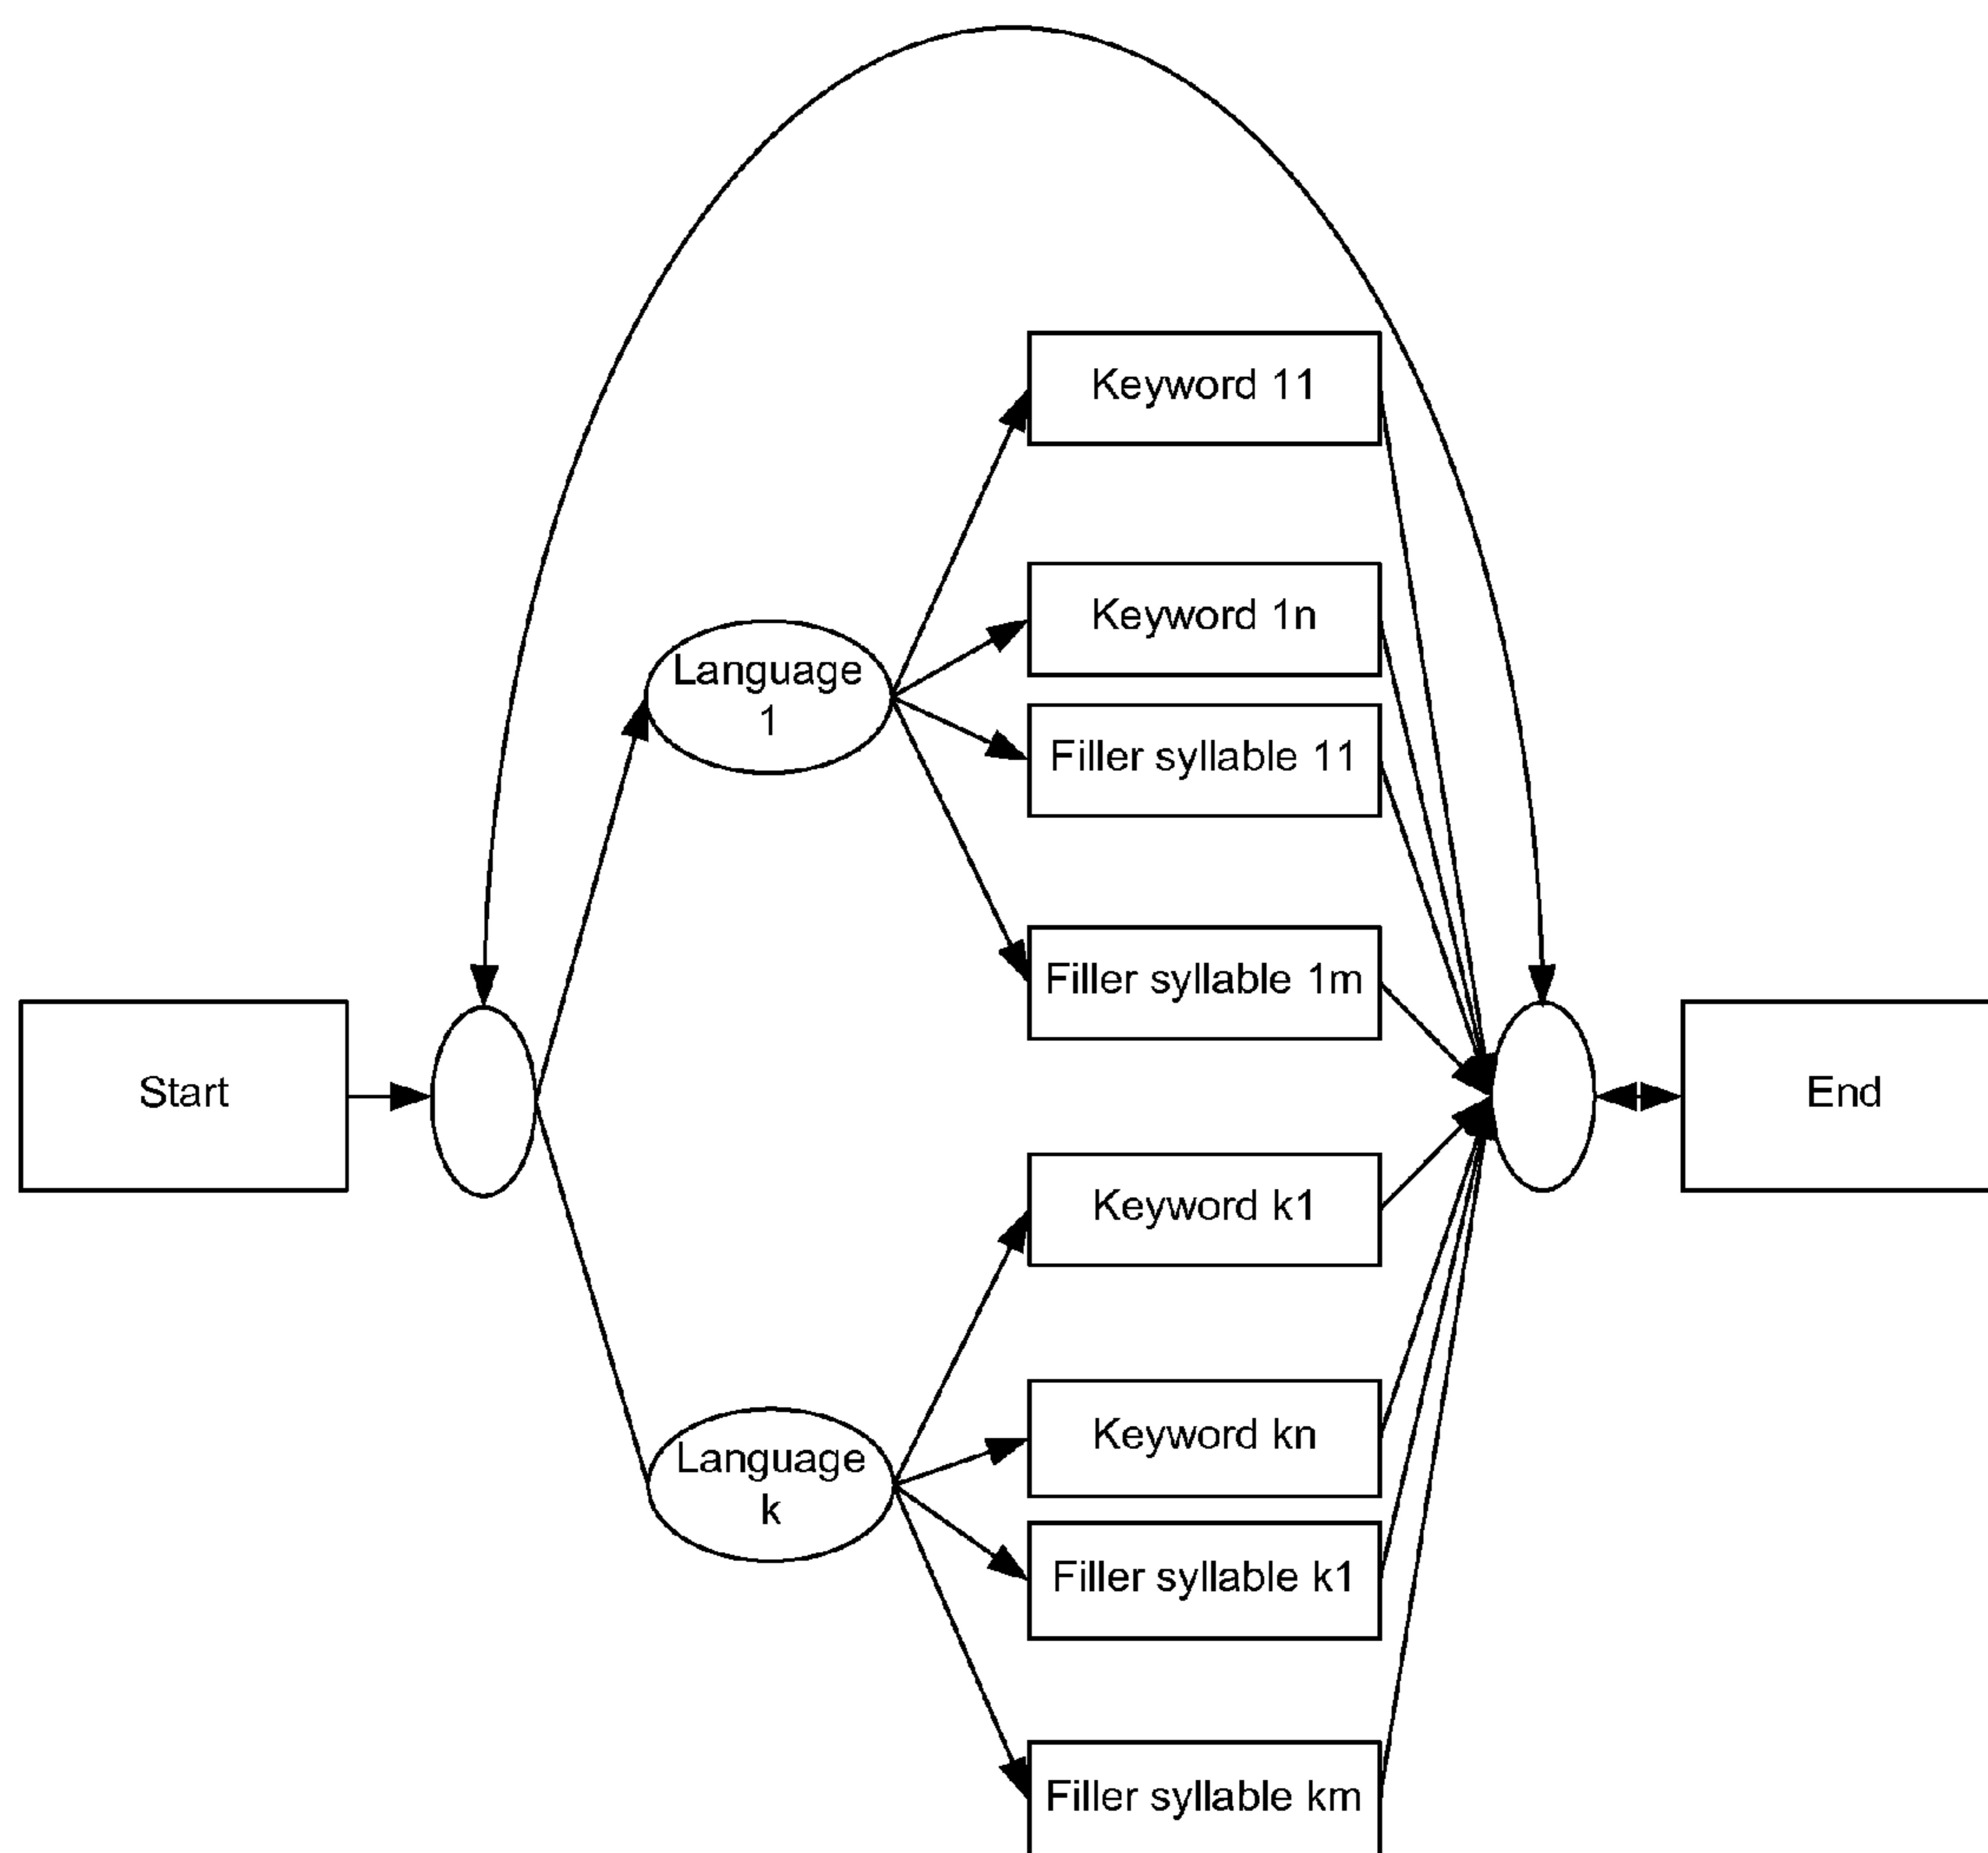 Keyword 11
Keyword 1n
Language
1
Filler syllable 11
Filler syllable 1m
Start
End
Keyword k1
Keyword kn
Language
k
Filler syllable k1
Filler syllable km